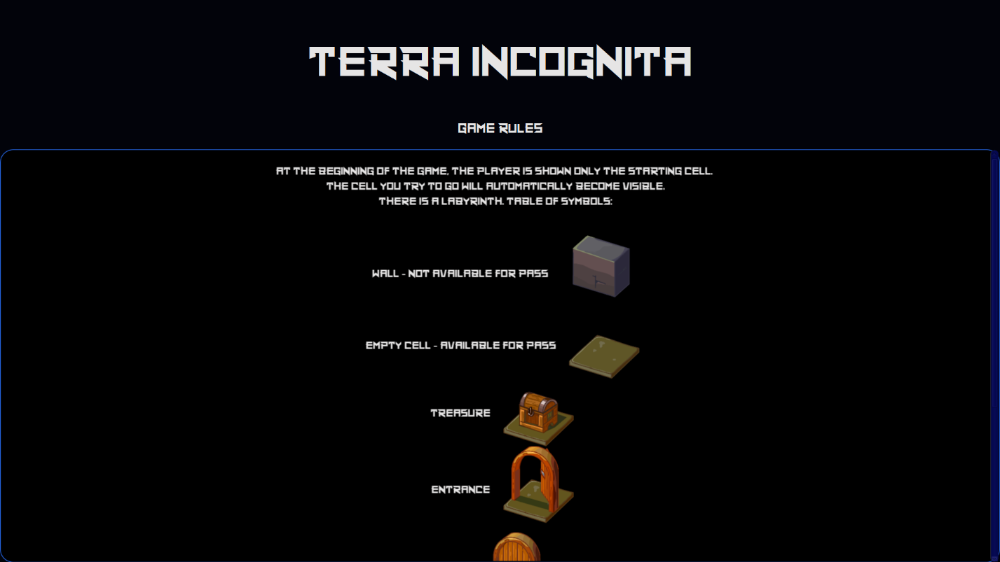 TERRA INCOGNITA
GAME RULES
AT THE BEGINNING OF THE GAME, THE PLAYER IS SHOWN ONLY THE STARTING CELL.
THE CELL YOU TRY TO GO WILL AUTOMATICALLY BECOME VISIBLE.
THERE IS A LABYRINTH. TABLE OF SYMBOLS:
WALL - NOT AVAILABLE FOR PASS
EMPTY CELL - AVAILABLE FOR PASS
TREASURE
ENTRANCE